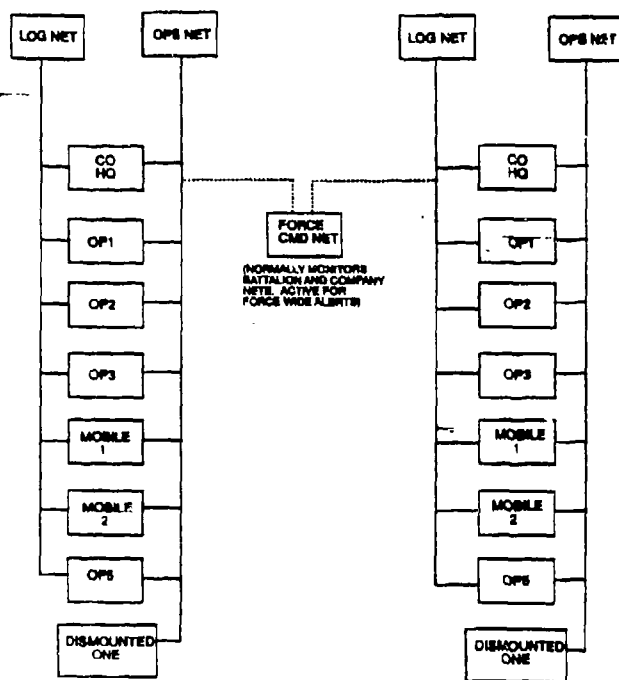 LOG NET
OPS NET
LOG NET
OPS NET
CO
HQ
OP1
OP2
OP3
MOBILE
1
MOBILE
2
OP5
DISMOUNTED
ONE
FORCE
CMD NET
(NORMALLY MONITORS
BATTALION AND COMPANY
NETS. ACTIVE FOR
FORCE WIDE ALERTS)
CO
HQ
OP1
OP2
OP3
MOBILE
1
MOBILE
2
OP5
DISMOUNTED
ONE